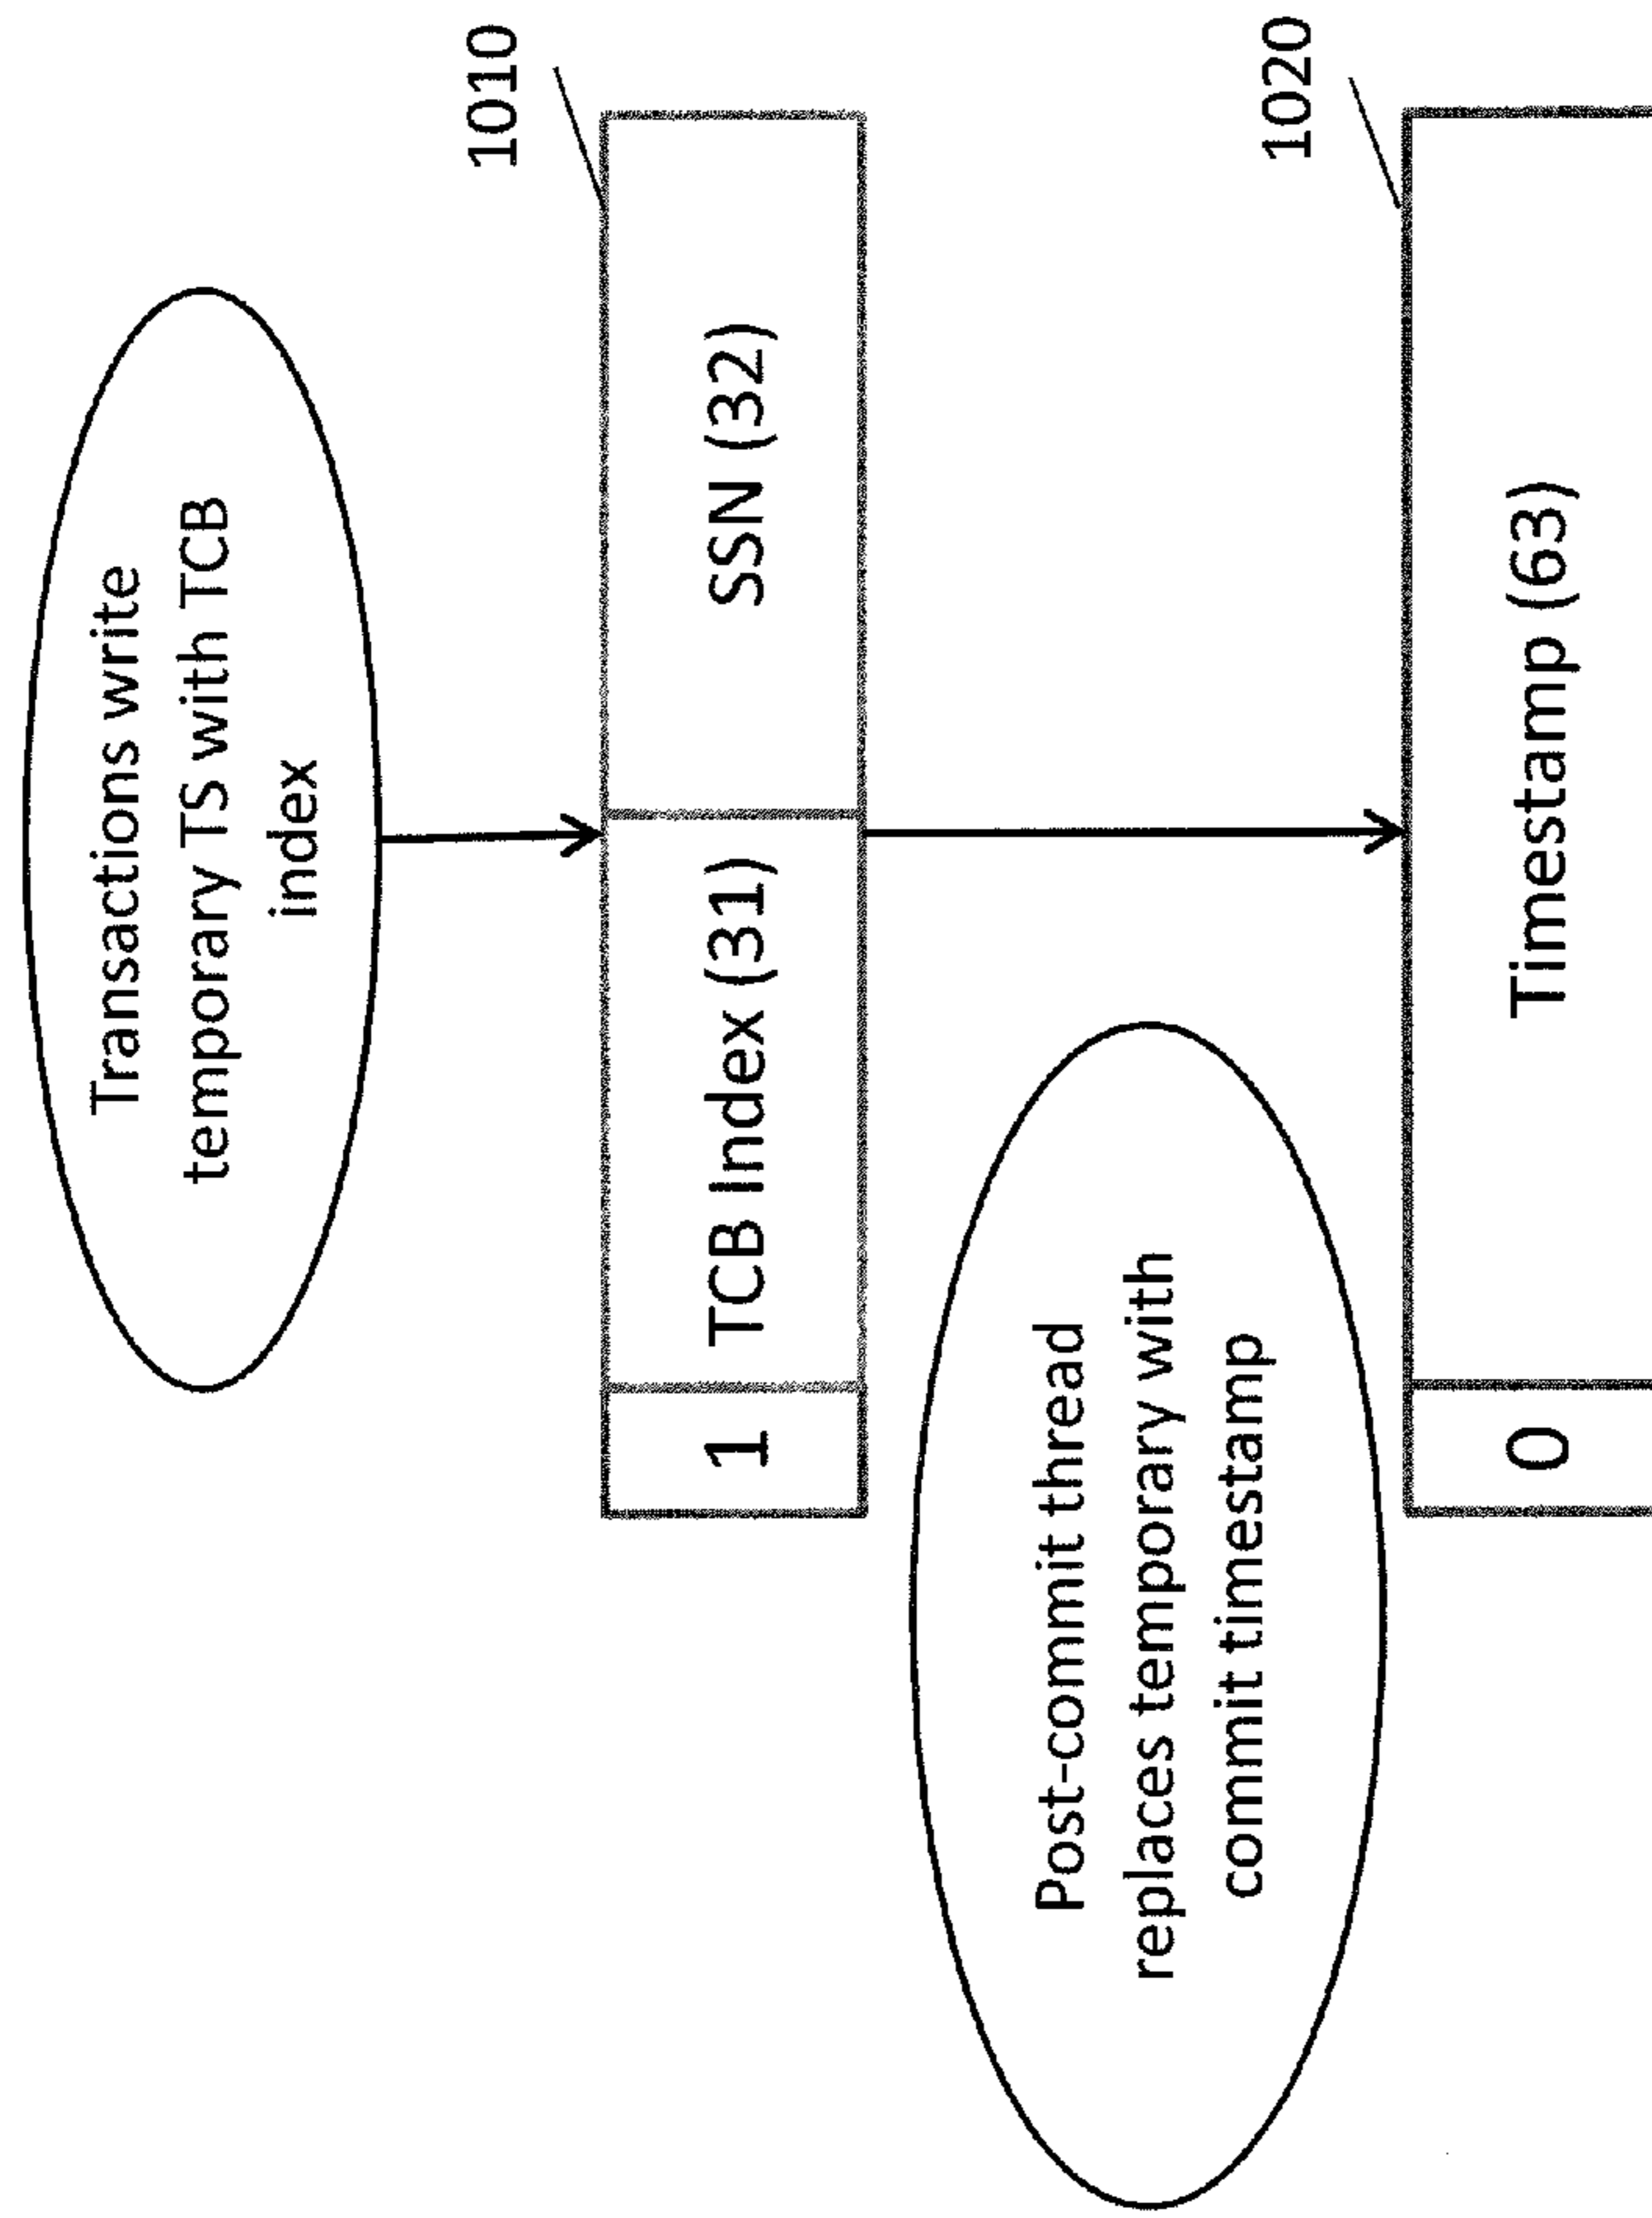 Transactions write
temporary TS with TCB
index
1010
1
TCB Index (31)
SSN (32)
Post-commit thread
replaces temporary with
commit timestamp
1020
0
Timestamp (63)